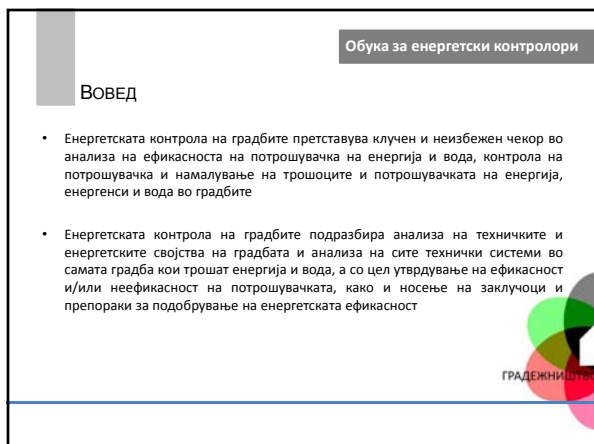 Обука за енергетски контролори
ВОВЕД
• Енергетската контрола на градбите претставува клучен и неизбежен чекор во
анализа на ефикасноста на потрошувачка на енергија и вода, контрола на
потрошувачка и намалување на трошоците и потрошувачката на енергија,
енергенси и вода во градбите
• Енергетската контрола на градбите подразбира анализа на техничките и
енергетските својства на градбата и анализа на сите технички системи во
самата градба кои трошат енергија и вода, а со цел утврдување на ефикасност
и/или неефикасност на потрошувачката, како и носење на заклучоци и
препораки за подобрување на енергетската ефикасност
ГРАДЕЖНИШТВО